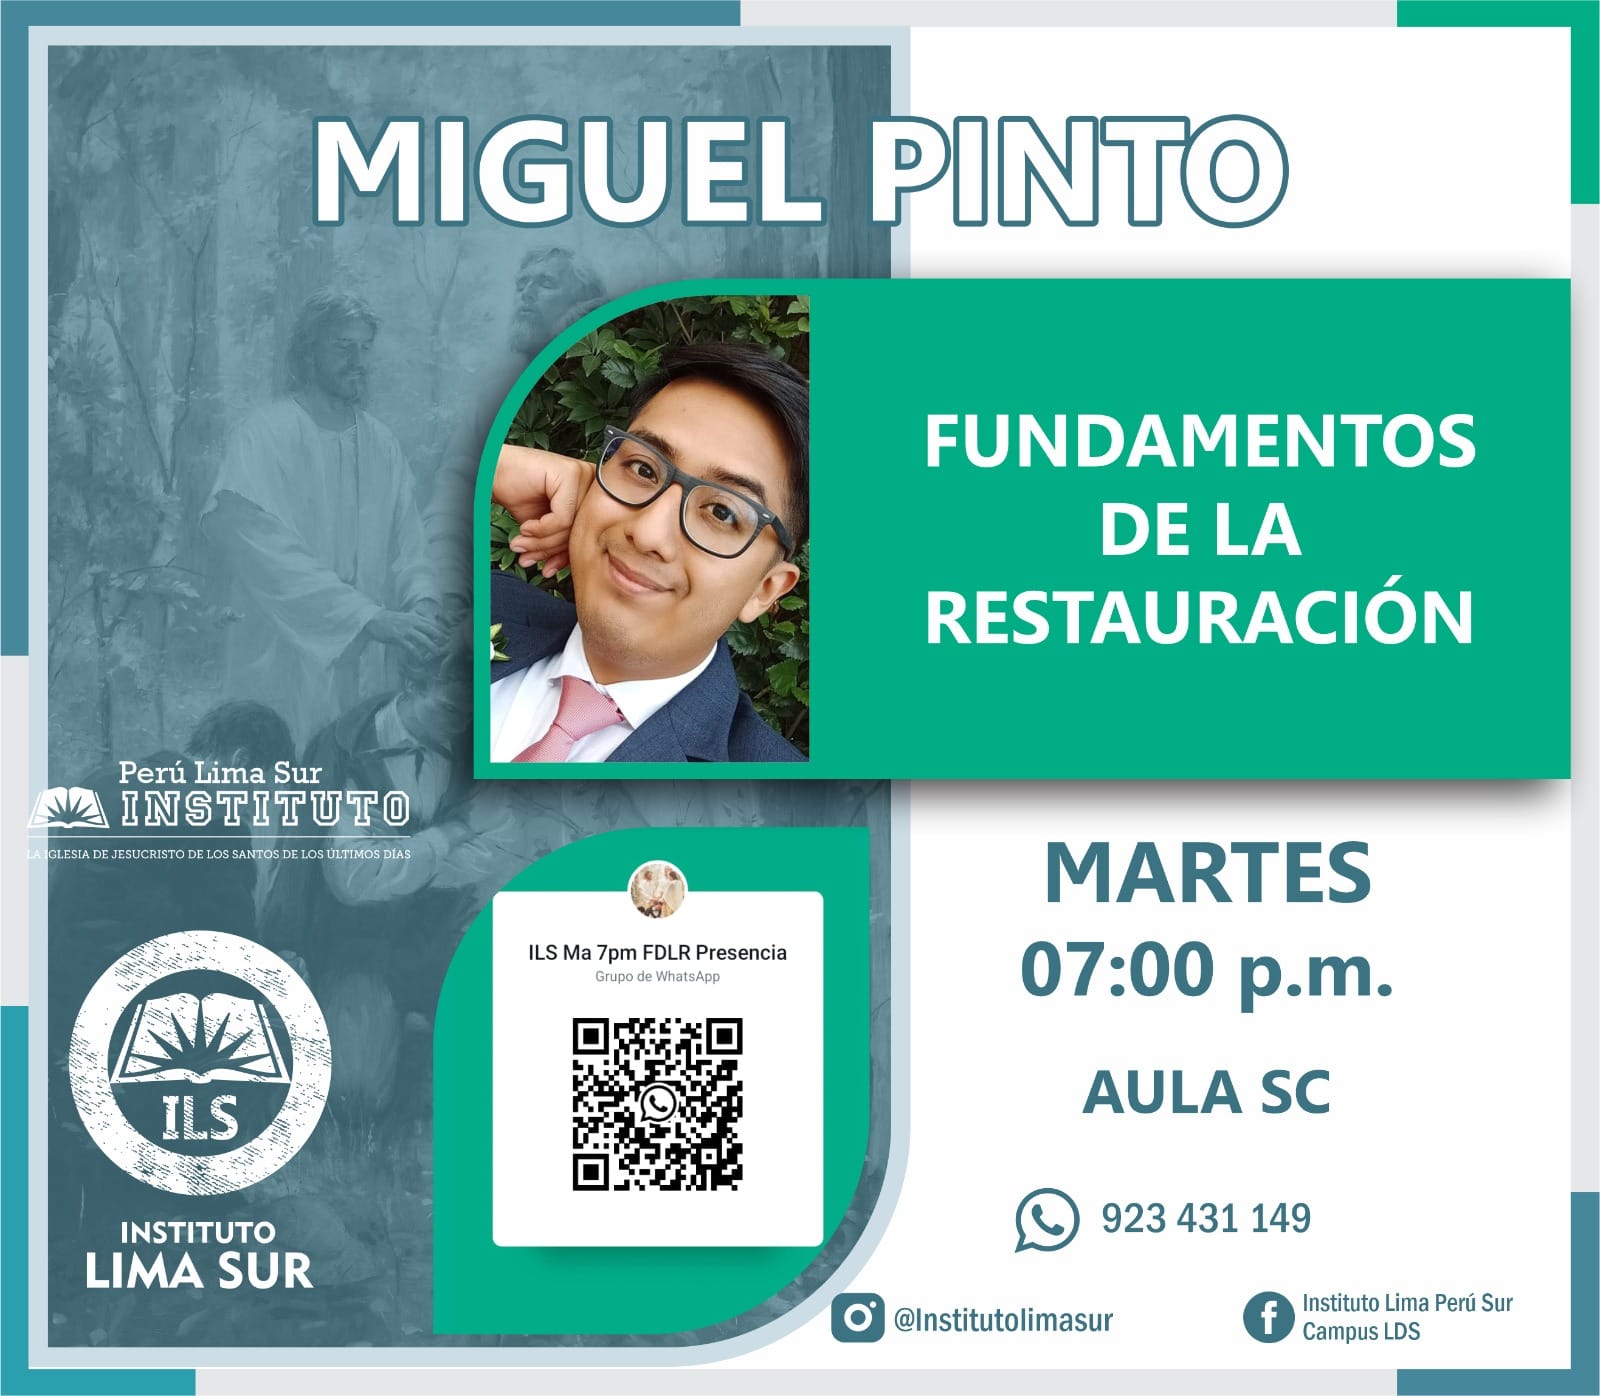 MIGUEL PINTO
FUNDAMENTOS
DE LA
RESTAURACIÓN
Perú Lima Sur
INSTITUTO
LA IGLESIA DE JESUCRISTO DE LOS SANTOS DE LOS ÚLTIMOS DÍAS
ILS
INSTITUTO
LIMA SUR
ILS Ma 7pm FDLR Presencia
Grupo de WhatsApp
MARTES
07:00 p.m.
AULA SC
923 431 149
@Institutolimasur
Instituto Lima Perú Sur
Campus LDS